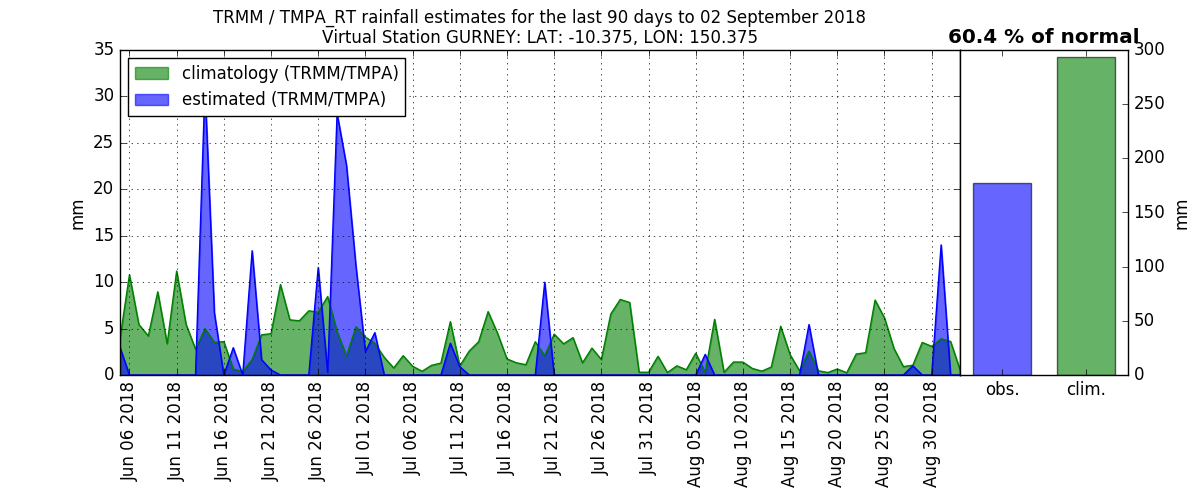 TRMM / TMPA_RT rainfall estimates for the last 90 days to 02 September 2018
Virtual Station GURNEY: LAT: -10.375, LON: 150.375
60.4 % of normal
climatology (TRMM/TMPA)
estimated (TRMM/TMPA)
mm
35
30
25
20
15
10
5
0
Jun 06 2018
Jun 11 2018
Jun 16 2018
Jun 21 2018
Jun 26 2018
Jul 01 2018
Jul 06 2018
Jul 11 2018
Jul 16 2018
Jul 21 2018
Jul 26 2018
Jul 31 2018
Aug 05 2018
Aug 10 2018
Aug 15 2018
Aug 20 2018
Aug 25 2018
Aug 30 2018
obs.
clim.
300
250
200
150
100
50
0
mm